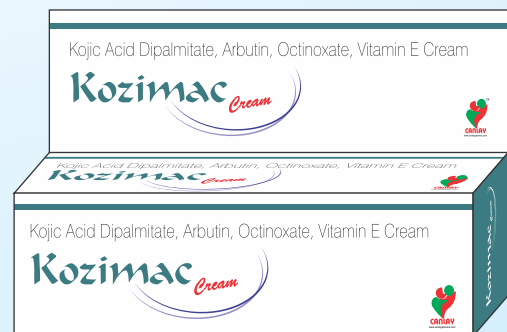 Kojic Acid Dipalmitate, Arbutin, Octinoxate, Vitamin E Cream
Kozimac Cream
CANLAY
Kojic Acid Dipalmitate, Arbutin, Octinoxate, Vitamin E Cream
Kozimac Cream
CANLAY
Kojic Acid Dipalmitate, Arbutin, Octinoxate, Vitamin E Cream
Kozimac Cream
CANLAY
Kozimac Cream